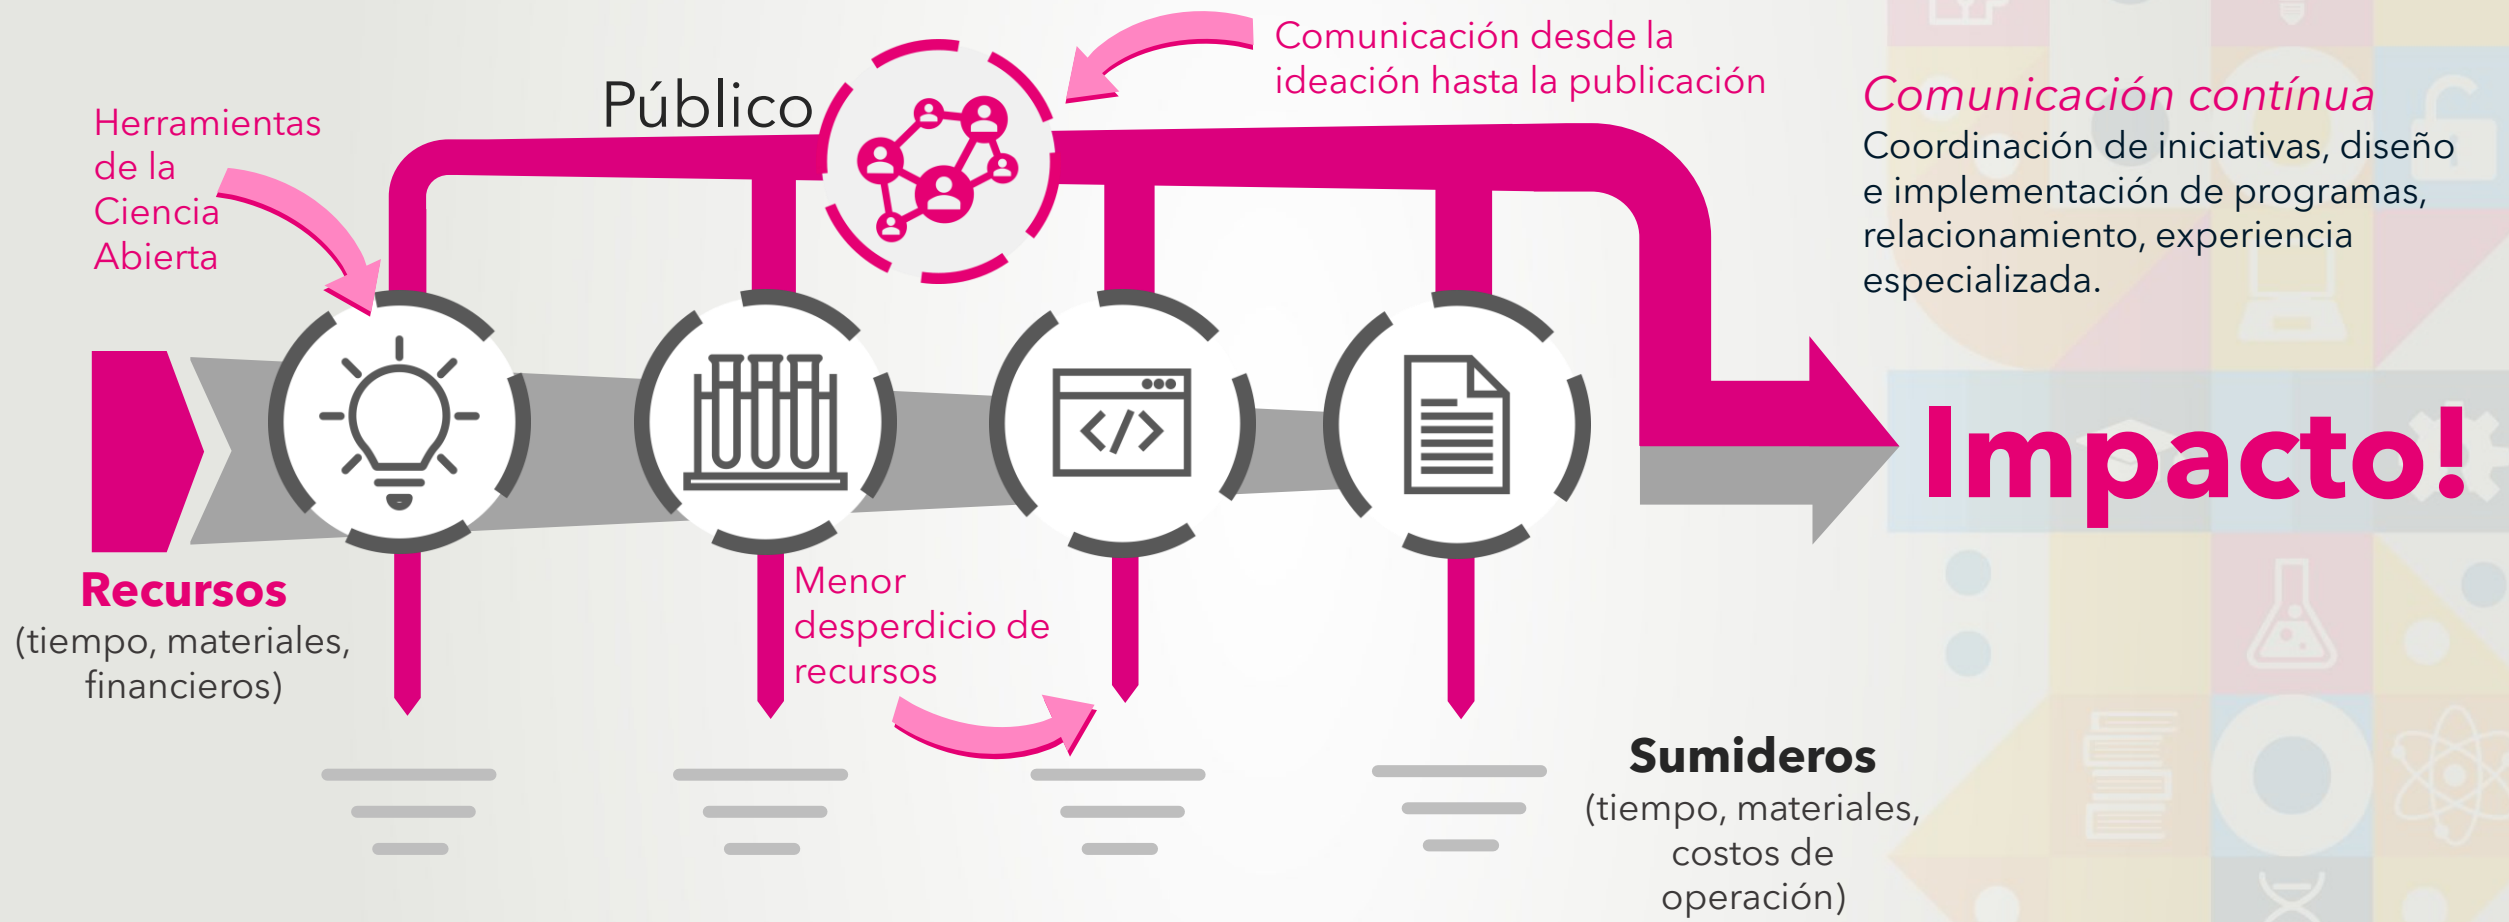 Comunicación desde la
ideación hasta la publicación
Público
Herramientas
de la
Ciencia
Abierta
Comunicación contínua
Coordinación de iniciativas, diseño
e implementación de programas,
relacionamiento, experiencia
especializada.
</>
Impacto!
Recursos
(tiempo, materiales,
financieros)
Menor
desperdicio de
recursos
Sumideros
(tiempo, materiales,
costos de
operación)